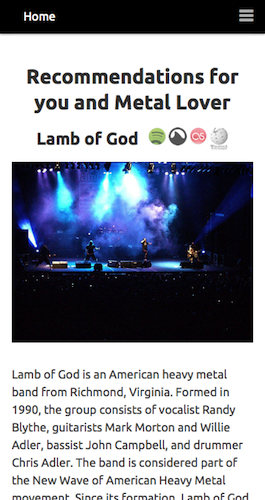 Home
Recommendations for
you and Metal Lover
Lamb of God
Lamb of God is an American heavy metal
band from Richmond, Virginia. Formed in
1990, the group consists of vocalist Randy
Blythe, guitarists Mark Morton and Willie
Adler, bassist John Campbell, and drummer
Chris Adler. The band is considered part of
the New Wave of American Heavy Metal
movement. Since its formation, Lamb of God